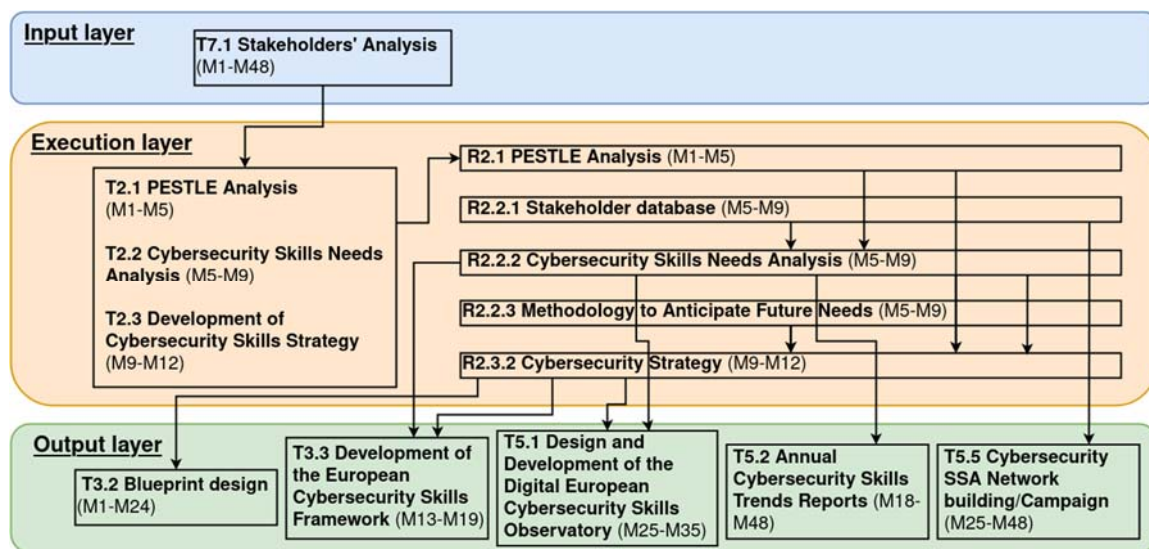 Input layer
T7.1 Stakeholders' Analysis
(M1-M48)
Execution layer
T2.1 PESTLE Analysis
(M1-M5)
T2.2 Cybersecurity Skills Needs
Analysis (M5-M9)
T2.3 Development of
Cybersecurity Skills Strategy
(M9-M12)
R2.1 PESTLE Analysis (M1-M5)
R2.2.1 Stakeholder database (M5-M9)
R2.2.2 Cybersecurity Skills Needs Analysis (M5-M9)
R2.2.3 Methodology to Anticipate Future Needs (M5-M9)
R2.3.2 Cybersecurity Strategy (M9-M12)
Output layer
T3.2 Blueprint design
(M1-M24)
T3.3 Development of
the European
Cybersecurity Skills
Framework (M13-M19)
T5.1 Design and
Development of the
Digital European
Cybersecurity Skills
Observatory (M25-M35)
T5.2 Annual
Cybersecurity Skills
Trends Reports (M18-
M48)
T5.5 Cybersecurity
SSA Network
building/Campaign
(M25-M48)